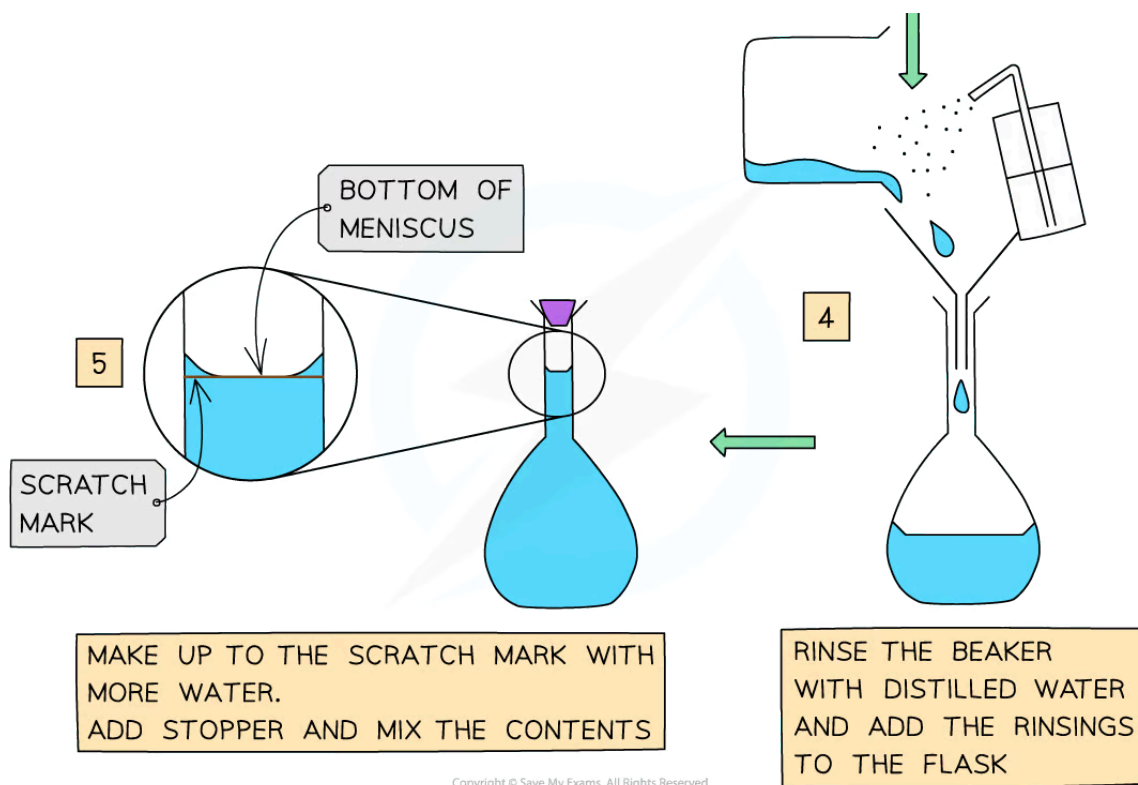 BOTTOM OF
MENISCUS
5
SCRATCH
MARK
4
MAKE UP TO THE SCRATCH MARK WITH
MORE WATER.
ADD STOPPER AND MIX THE CONTENTS
RINSE THE BEAKER
WITH DISTILLED WATER
AND ADD THE RINSINGS
TO THE FLASK
Copyright © Save My Exams. All Rights Reserved